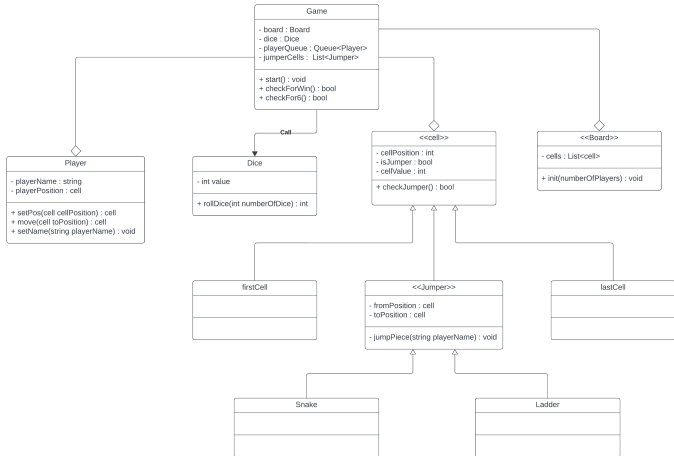 Game
- board : Board
- dice : Dice
- playerQueue : Queue<Player>
- jumperCells : List<Jumper>
+ start() : void
+ checkForWin() : bool
+ checkFor6() : bool
Call
Player
- playerName : string
- playerPosition : cell
+ setPos(cell cellPosition) : cell
+ move(cell toPosition) : cell
+ setName(string playerName) : void
Dice
- int value
+ rollDice(int numberOfDice) : int
<<cell>>
- cellPosition : int
- isJumper : bool
- cellValue : int
+ checkJumper() : bool
<<Board>>
- cells : List<cell>
+ init(numberOfPlayers) : void
firstCell
<<Jumper>>
- fromPosition : cell
- toPosition : cell
- jumpPiece(string playerName) : void
lastCell
Snake
Ladder